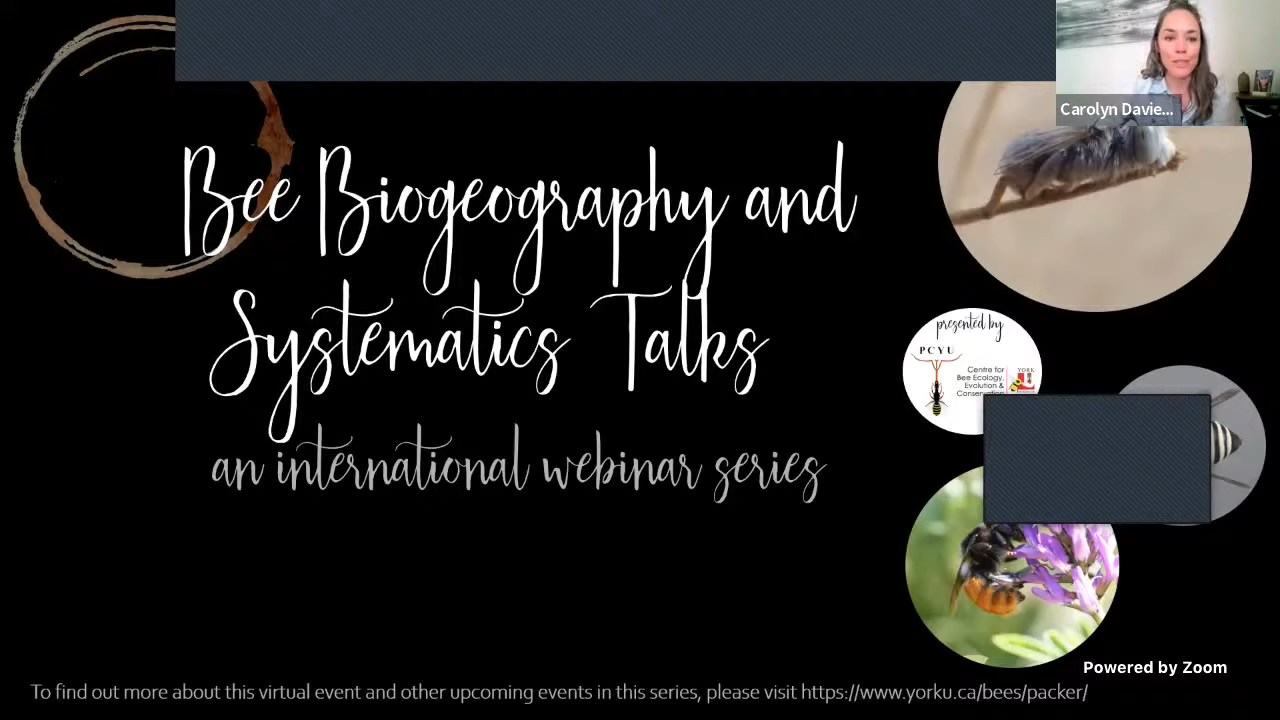 Carolyn Davie...
Bee Biogeography and
Systematics Talks
an international webinar series
presented by
PCYU
Centre for
Bee Ecology,
Evolution &
Conservation
YORK
Powered by Zoom
To find out more about this virtual event and other upcoming events in this series, please visit https://www.yorku.ca/bees/packer/